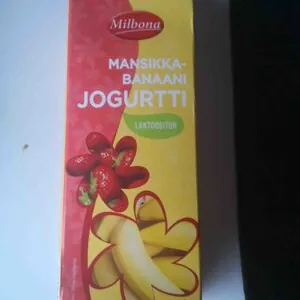 Milbona
MANSIKKA-
BANAANI
JOGURTTI
LAKTOOSITON